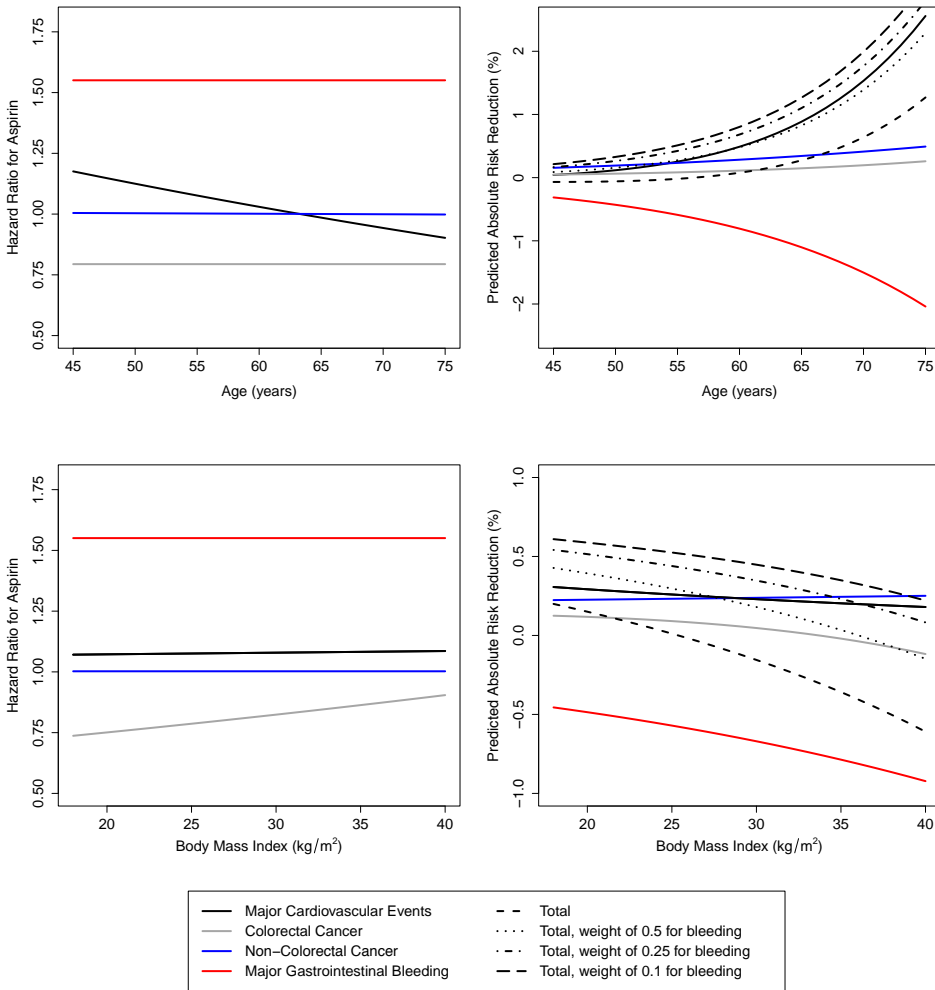 Hazard Ratio for Aspirin
0.50 0.75 1.00 1.25 1.50 1.75
45 50 55 60 65 70 75
Age (years)
Predicted Absolute Risk Reduction (%)
−2 −1 0 1 2
45 50 55 60 65 70 75
Age (years)
Hazard Ratio for Aspirin
0.50 0.75 1.00 1.25 1.50 1.75
20 25 30 35 40
Body Mass Index (kg/m²)
Predicted Absolute Risk Reduction (%)
−1.0 −0.5 0.0 0.5 1.0
20 25 30 35 40
Body Mass Index (kg/m²)
Major Cardiovascular Events
Colorectal Cancer
Non−Colorectal Cancer
Major Gastrointestinal Bleeding
Total
Total, weight of 0.5 for bleeding
Total, weight of 0.25 for bleeding
Total, weight of 0.1 for bleeding